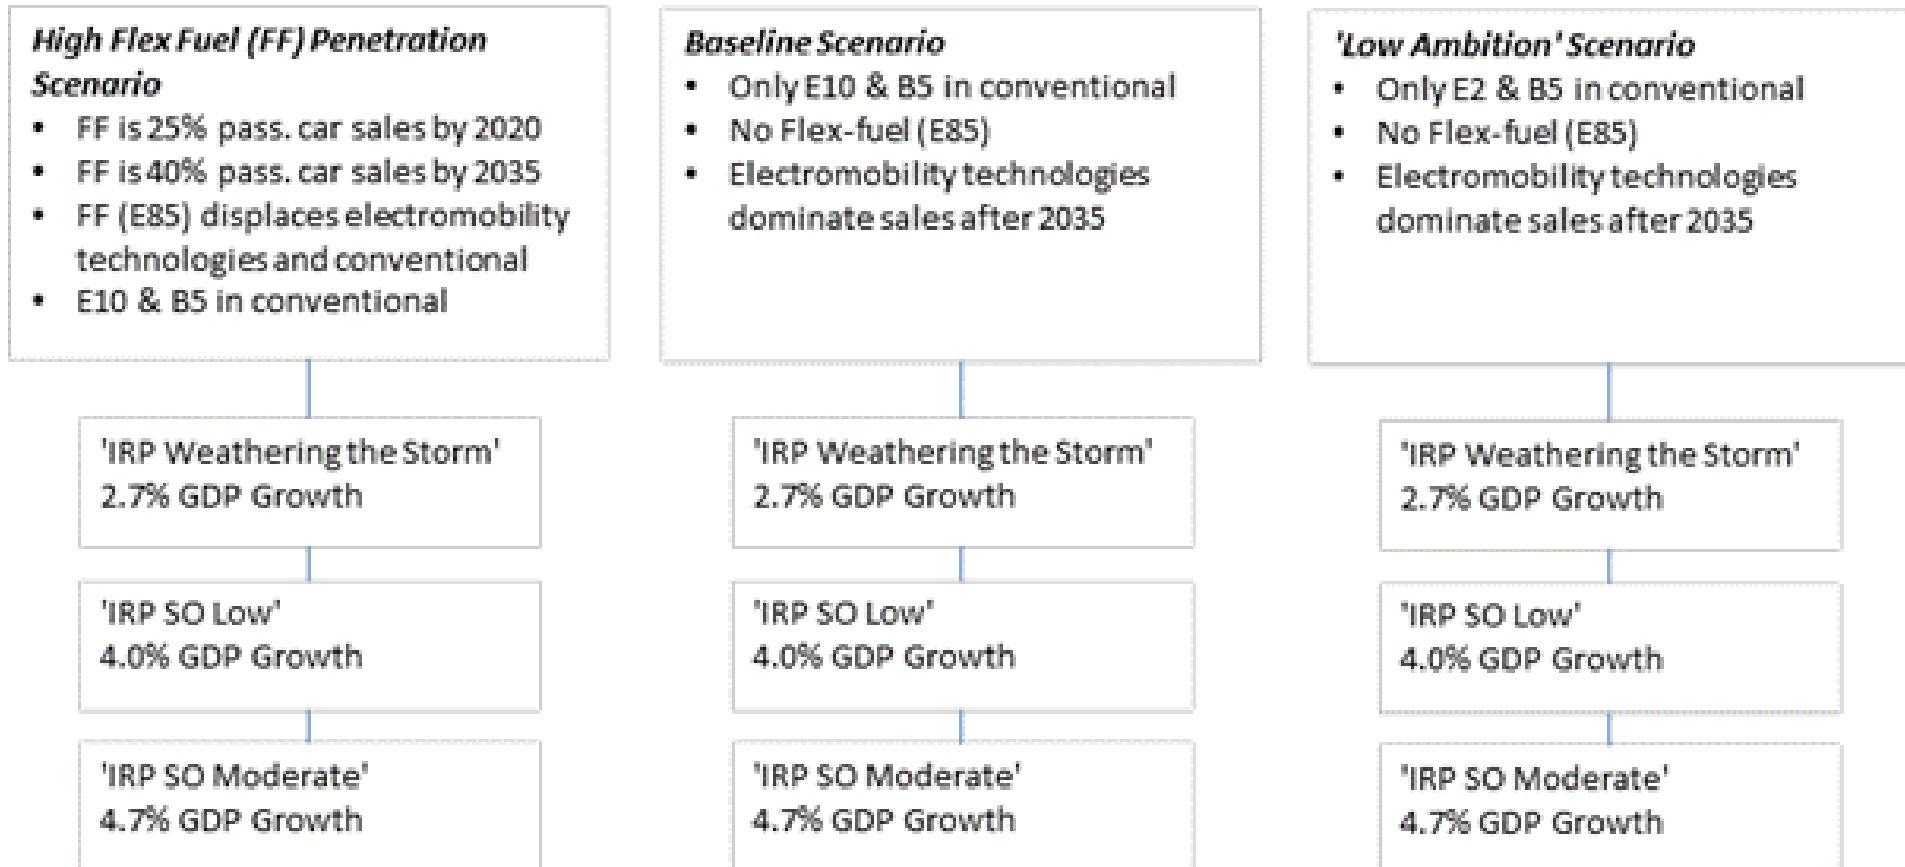 High Flex Fuel (FF) Penetration
Scenario
• FF is 25% pass. car sales by 2020
• FF is 40% pass. car sales by 2035
• FF (E85) displaces electromobility
technologies and conventional
• E10 & B5 in conventional
'IRP Weathering the Storm'
2.7% GDP Growth
'IRP SO Low'
4.0% GDP Growth
'IRP SO Moderate'
4.7% GDP Growth
Baseline Scenario
• Only E10 & B5 in conventional
• No Flex-fuel (E85)
• Electromobility technologies
dominate sales after 2035
'IRP Weathering the Storm'
2.7% GDP Growth
'IRP SO Low'
4.0% GDP Growth
'IRP SO Moderate'
4.7% GDP Growth
'Low Ambition' Scenario
• Only E2 & B5 in conventional
• No Flex-fuel (E85)
• Electromobility technologies
dominate sales after 2035
'IRP Weathering the Storm'
2.7% GDP Growth
'IRP SO Low'
4.0% GDP Growth
'IRP SO Moderate'
4.7% GDP Growth